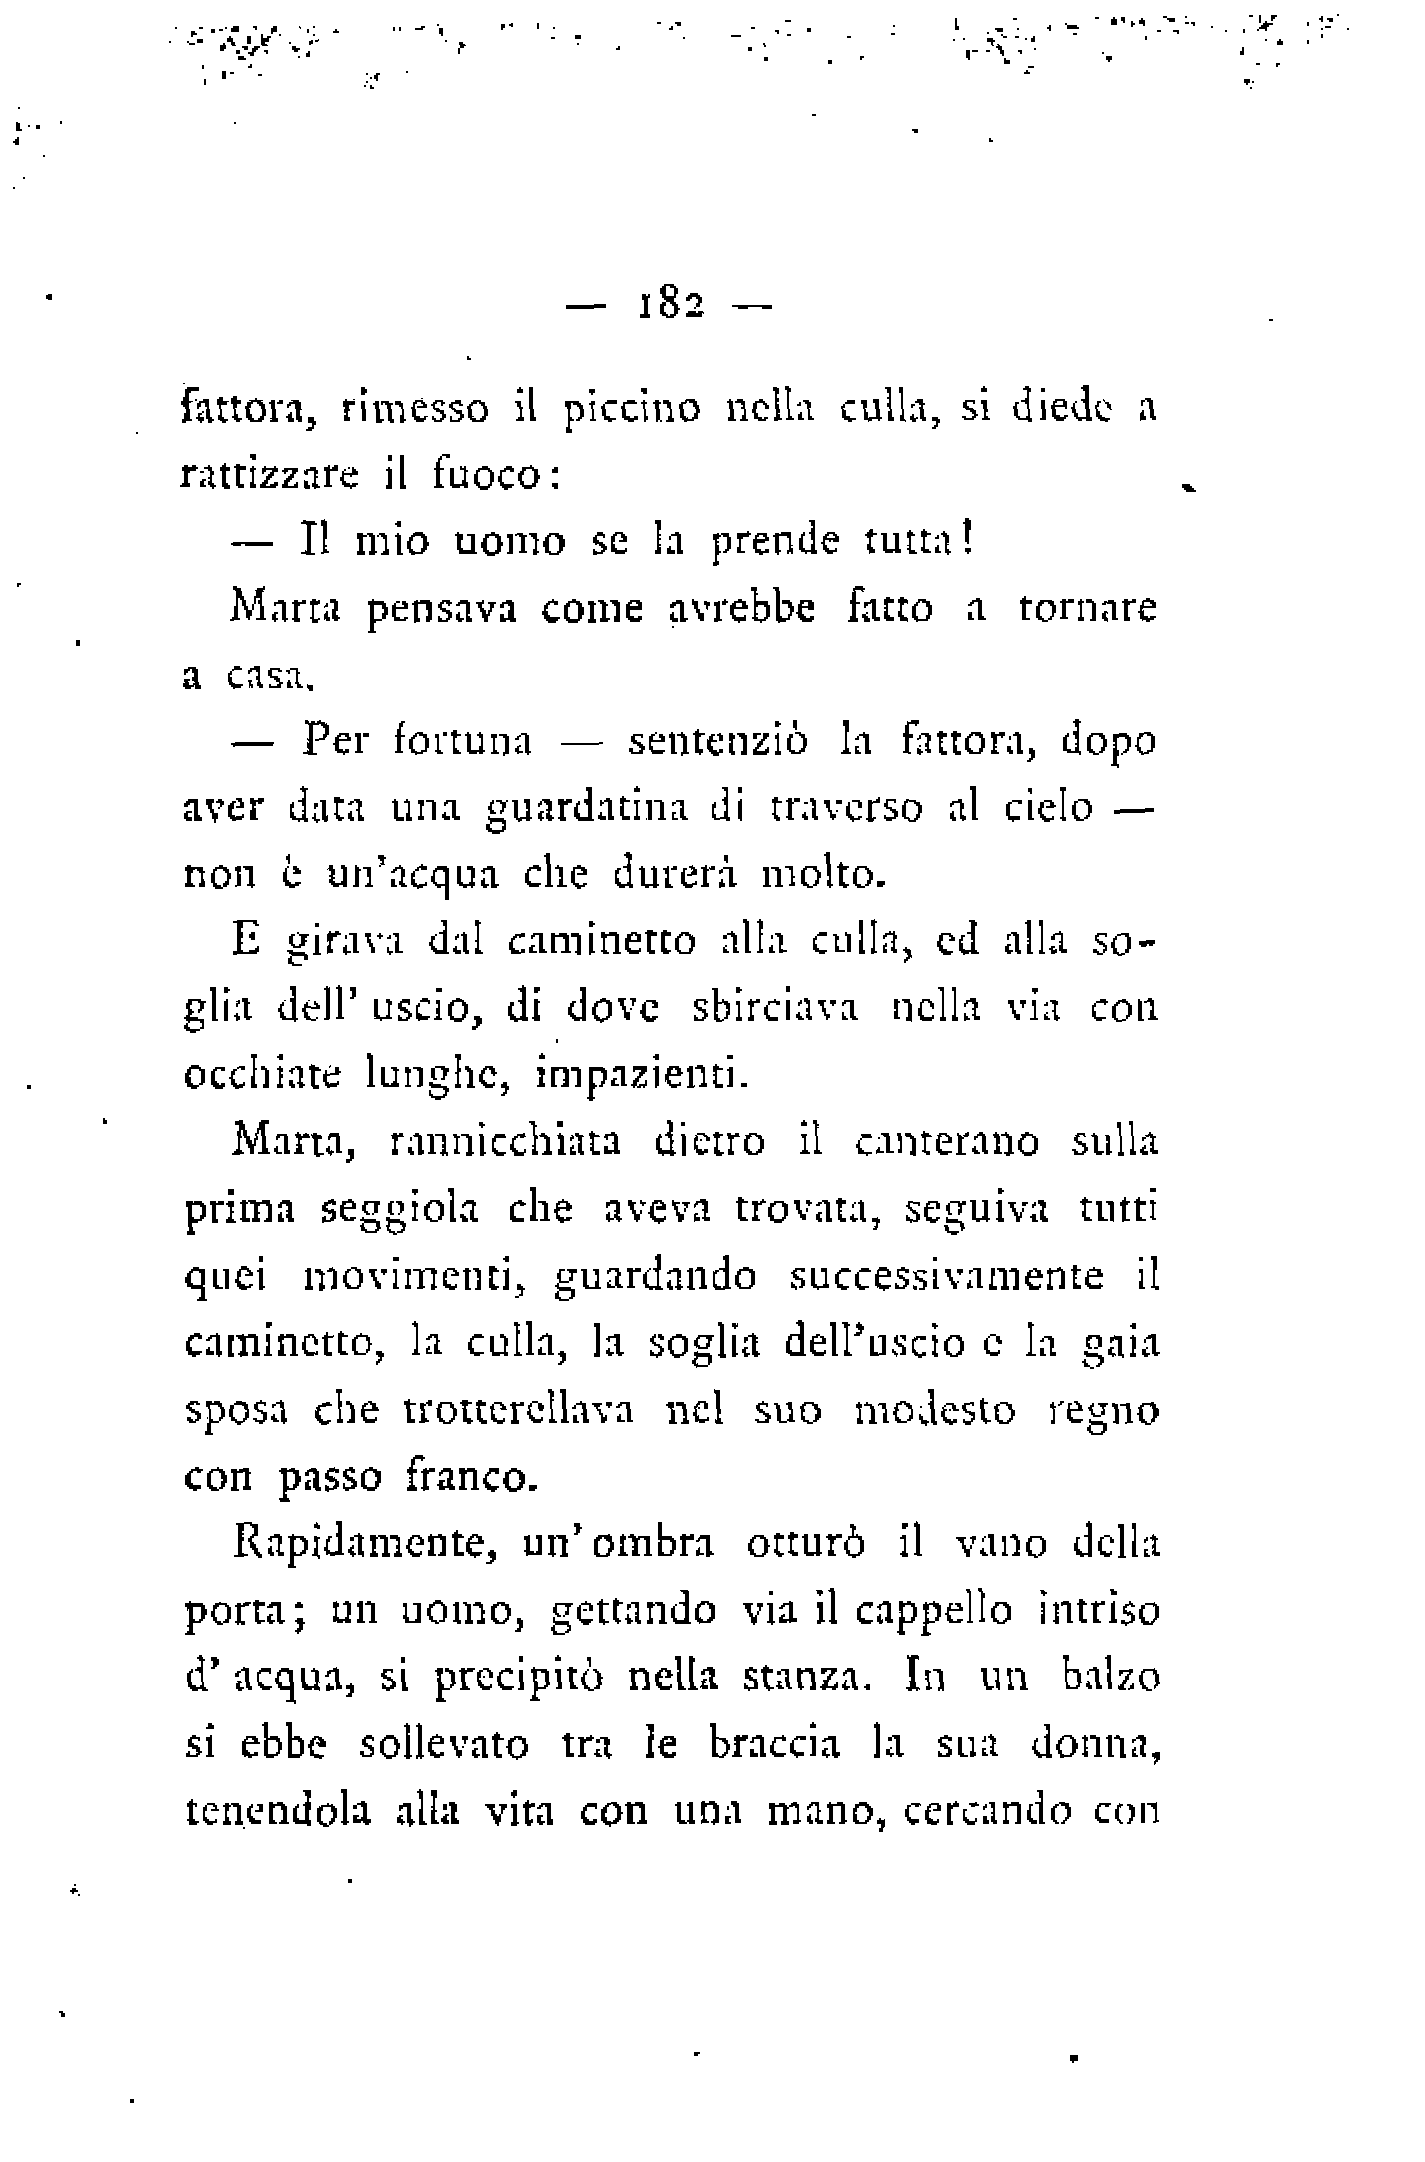 — 182 —
fattora, rimesso il piccino nella culla, si diede a
rattizzare il fuoco:
— Il mio uomo se la prende tutta!
Marta pensava come avrebbe fatto a tornare
a casa.
— Per fortuna — sentenziò la fattora, dopo
aver data una guardatina di traverso al cielo —
non è un'acqua che durerà molto.
E girava dal caminetto alla culla, ed alla so-
glia dell' uscio, di dove sbirciava nella via con
occhiate lunghe, impazienti.
Marta, rannicchiata dietro il canterano sulla
prima seggiola che aveva trovata, seguiva tutti
quei movimenti, guardando successivamente il
caminetto, la culla, la soglia dell'uscio e la gaia
sposa che trotterellava nel suo modesto regno
con passo franco.
Rapidamente, un' ombra otturò il vano della
porta; un uomo, gettando via il cappello intriso
d' acqua, si precipitò nella stanza. In un balzo
si ebbe sollevato tra le braccia la sua donna,
tenendola alla vita con una mano, cercando con